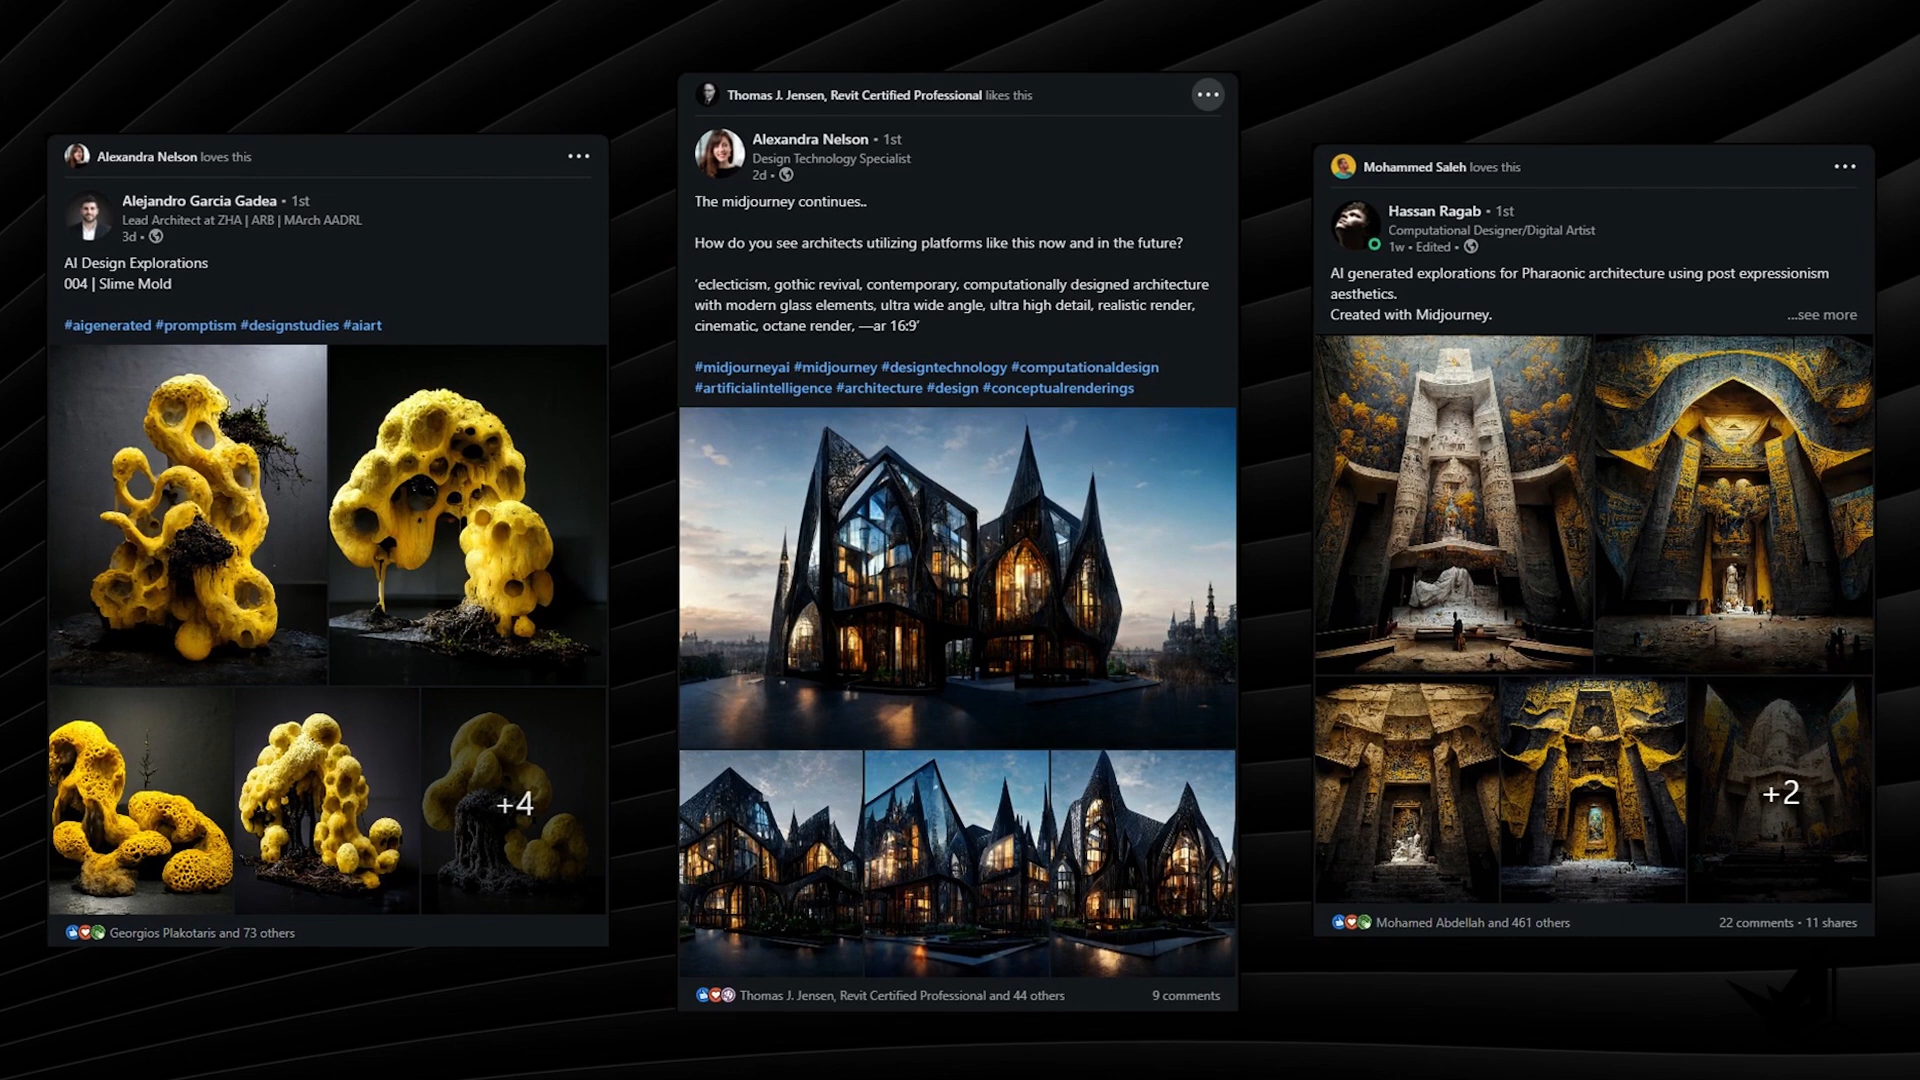 Alexandra Nelson loves this
Alejandro Garcia Gadea • 1st
Lead Architect at ZHA | ARB | MArch AADRL
3d •
AI Design Explorations
004 | Slime Mold
#aigenerated #promptism #designstudies #aiart
+4
Georgios Plakotaris and 73 others
Thomas J. Jensen, Revit Certified Professional likes this
Alexandra Nelson • 1st
Design Technology Specialist
2d •
The midjourney continues..
How do you see architects utilizing platforms like this now and in the future?
'eclecticism, gothic revival, contemporary, computationally designed architecture
with modern glass elements, ultra wide angle, ultra high detail, realistic render,
cinematic, octane render, —ar 16:9'
#midjourneyai #midjourney #designtechnology #computationaldesign
#artificialintelligence #architecture #design #conceptualrenderings
Thomas J. Jensen, Revit Certified Professional and 44 others
9 comments
Mohammed Saleh loves this
Hassan Ragab • 1st
Computational Designer/Digital Artist
1w • Edited •
AI generated explorations for Pharaonic architecture using post expressionism
aesthetics.
Created with Midjourney.
...see more
+2
Mohamed Abdellah and 461 others
22 comments • 11 shares